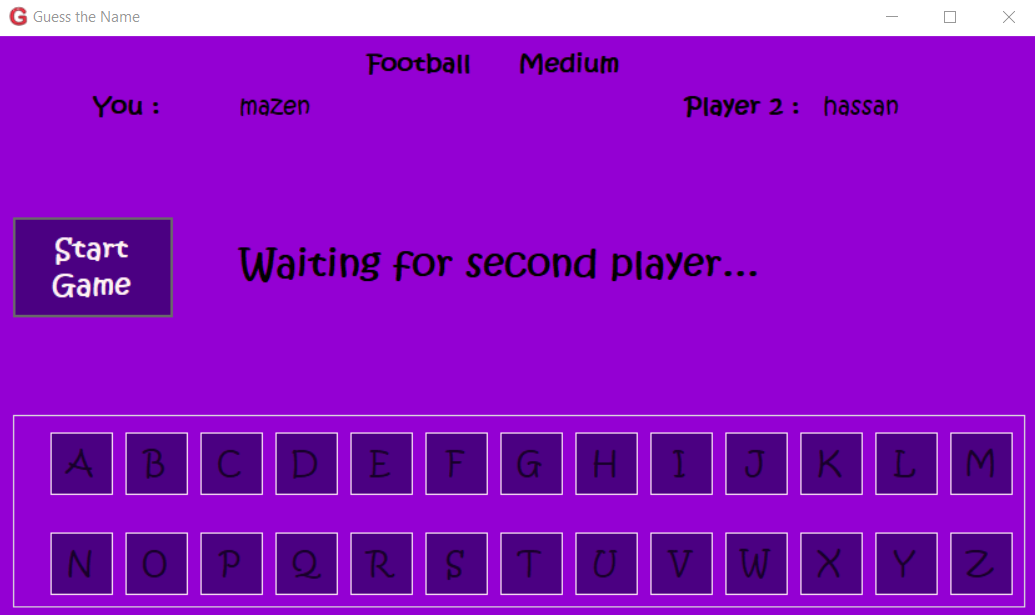 G Guess the Name
Football Medium
You : mazen Player 2 : hassan
Start
Game
Waiting for second player...
A B C D E F G H I J K L M
N O P Q R S T U V W X Y Z